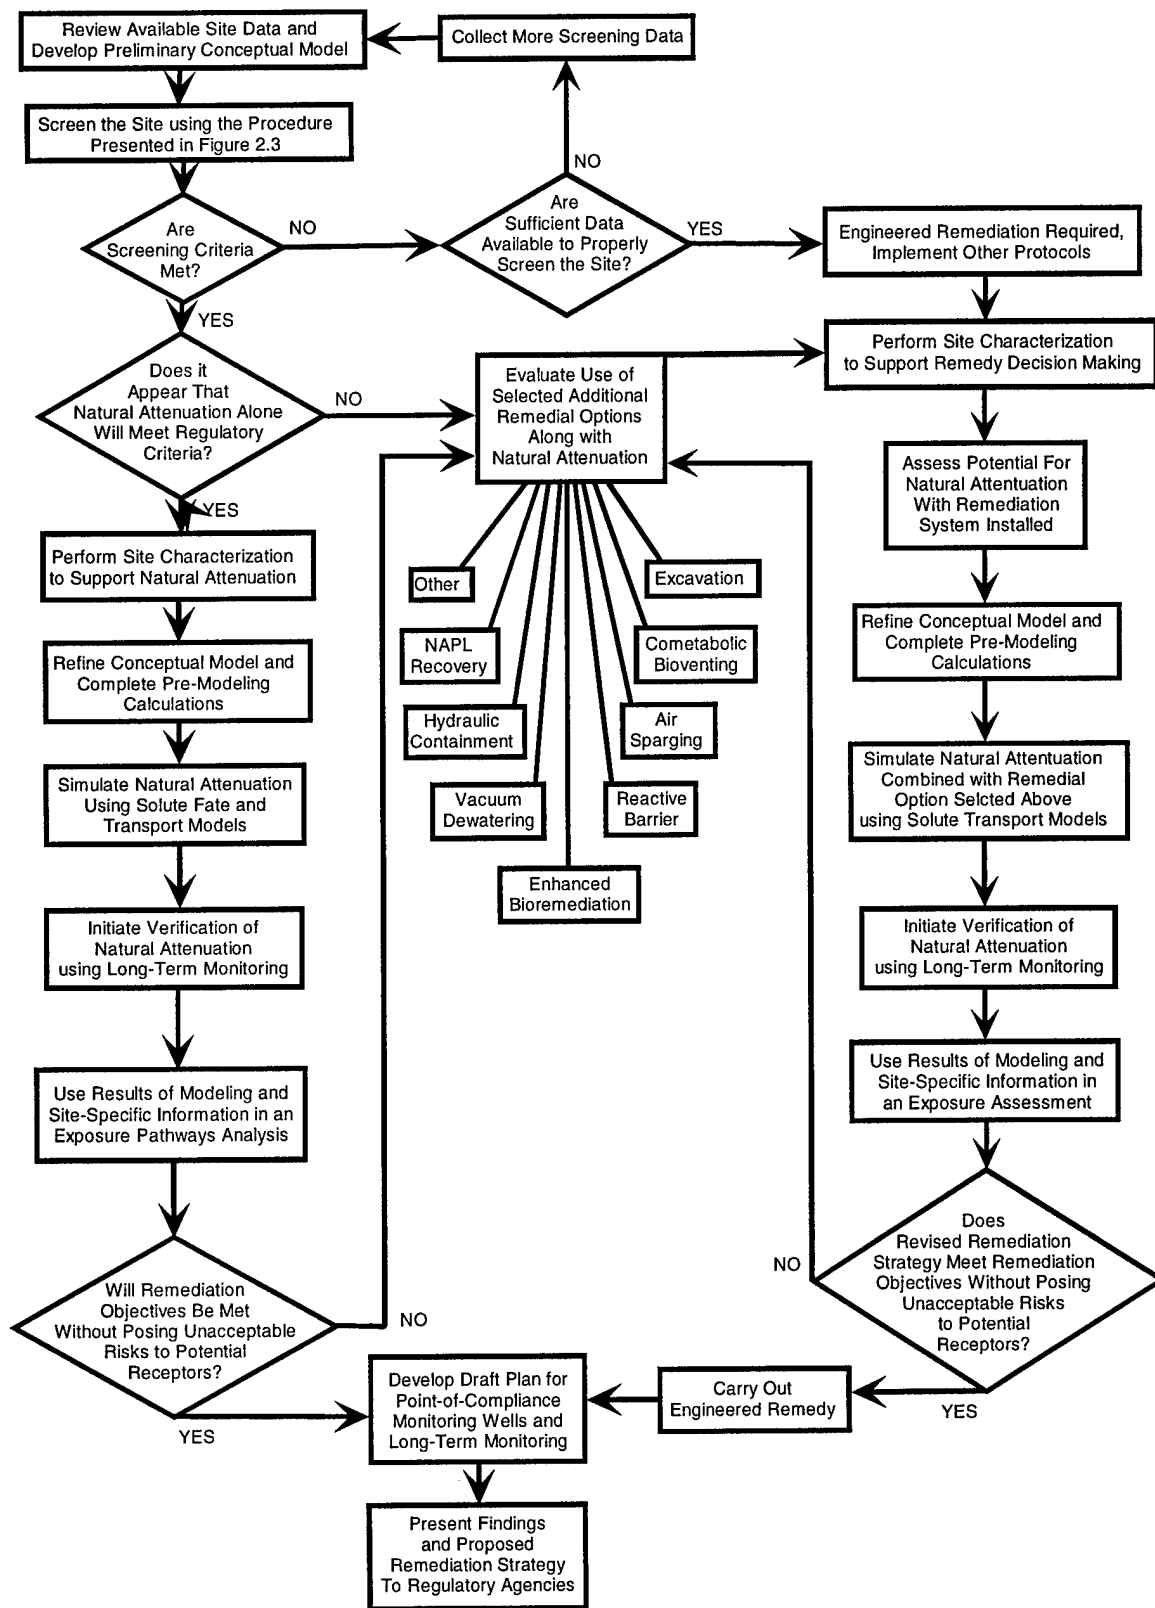 Review Available Site Data and
Develop Preliminary Conceptual Model
Collect More Screening Data
Screen the Site using the Procedure
Presented in Figure 2.3
NO
Are
Screening Criteria
Met?
NO
Are
Sufficient Data
Available to Properly
Screen the Site?
YES
Engineered Remediation Required,
Implement Other Protocols
YES
Does it
Appear That
Natural Attenuation Alone
Will Meet Regulatory
Criteria?
NO
Evaluate Use of
Selected Additional
Remedial Options
Along with
Natural Attenuation
Perform Site Characterization
to Support Remedy Decision Making
YES
Assess Potential For
Natural Attentuation
With Remediation
System Installed
Perform Site Characterization
to Support Natural Attenuation
Other
Excavation
NAPL
Recovery
Cometabolic
Bioventing
Refine Conceptual Model and
Complete Pre-Modeling
Calculations
Refine Conceptual Model and
Complete Pre-Modeling
Calculations
Hydraulic
Containment
Air
Sparging
Simulate Natural Attenuation
Using Solute Fate and
Transport Models
Vacuum
Dewatering
Reactive
Barrier
Simulate Natural Attentuation
Combined with Remedial
Option Selcted Above
using Solute Transport Models
Enhanced
Bioremediation
Initiate Verification of
Natural Attenuation
using Long-Term Monitoring
Initiate Verification of
Natural Attenuation
using Long-Term Monitoring
Use Results of Modeling and
Site-Specific Information in an
Exposure Pathways Analysis
Use Results of Modeling and
Site-Specific Information in
an Exposure Assessment
Will Remediation
Objectives Be Met
Without Posing Unacceptable
Risks to Potential
Receptors?
NO
NO
Does
Revised Remediation
Strategy Meet Remediation
Objectives Without Posing
Unacceptable Risks
to Potential
Receptors?
YES
Develop Draft Plan for
Point-of-Compliance
Monitoring Wells and
Long-Term Monitoring
Carry Out
Engineered Remedy
YES
Present Findings
and Proposed
Remediation Strategy
To Regulatory Agencies